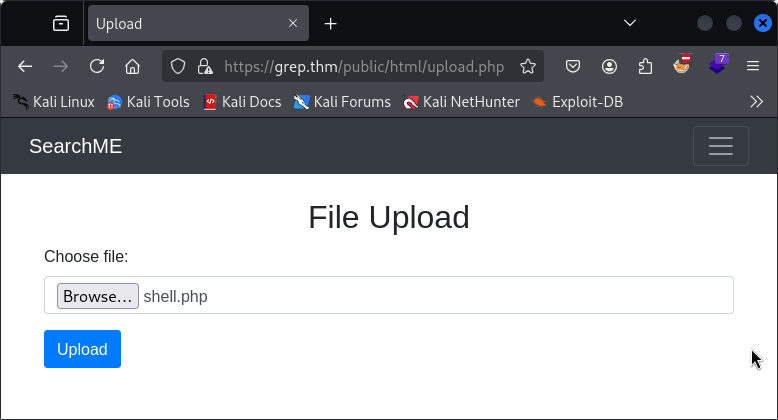 Upload
https://grep.thm/public/html/upload.php
7
Kali Linux Kali Tools Kali Docs Kali Forums Kali NetHunter Exploit-DB
SearchME
File Upload
Choose file:
Browse... shell.php
Upload